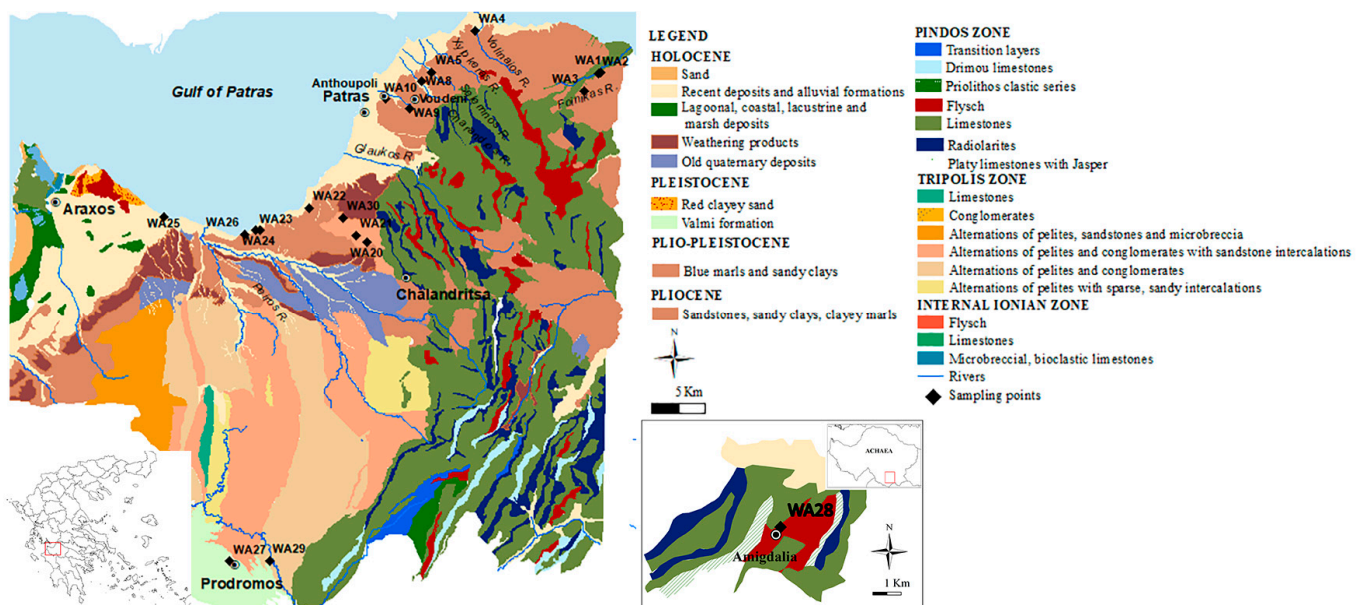 WA4
WA5
WA8
WA1
WA2
WA3
Volinaios R.
Foinikas R.
Gulf of Patras
Anthoupoli
Patras
WA10
Voudeni
WA9
Glaukos R.
Araxos
WA25
WA26
WA24
WA23
WA22
WA30
WA20
Chalandritsa
Peiros R.
WA27
WA29
Prodromos
LEGEND
HOLOCENE
Sand
Recent deposits and alluvial formations
Lagoonal, coastal, lacustrine and
marsh deposits
Weathering products
Old quaternary deposits
PLEISTOCENE
Red clayey sand
Valmi formation
PLIO-PLEISTOCENE
Blue marls and sandy clays
PLIOCENE
Sandstones, sandy clays, clayey marls
N
5 Km
PINDOS ZONE
Transition layers
Drimou limestones
Priolithos clastic series
Flysch
Limestones
Radiolarites
Platy limestones with Jasper
TRIPOLIS ZONE
Limestones
Conglomerates
Alternations of pelites, sandstones and microbreccia
Alternations of pelites and conglomerates with sandstone intercalations
Alternations of pelites and conglomerates
Alternations of pelites with sparse, sandy intercalations
INTERNAL IONIAN ZONE
Flysch
Limestones
Microbreccial, bioclastic limestones
Rivers
Sampling points
ACHAEA
WA28
Amigdalia
N
1 Km